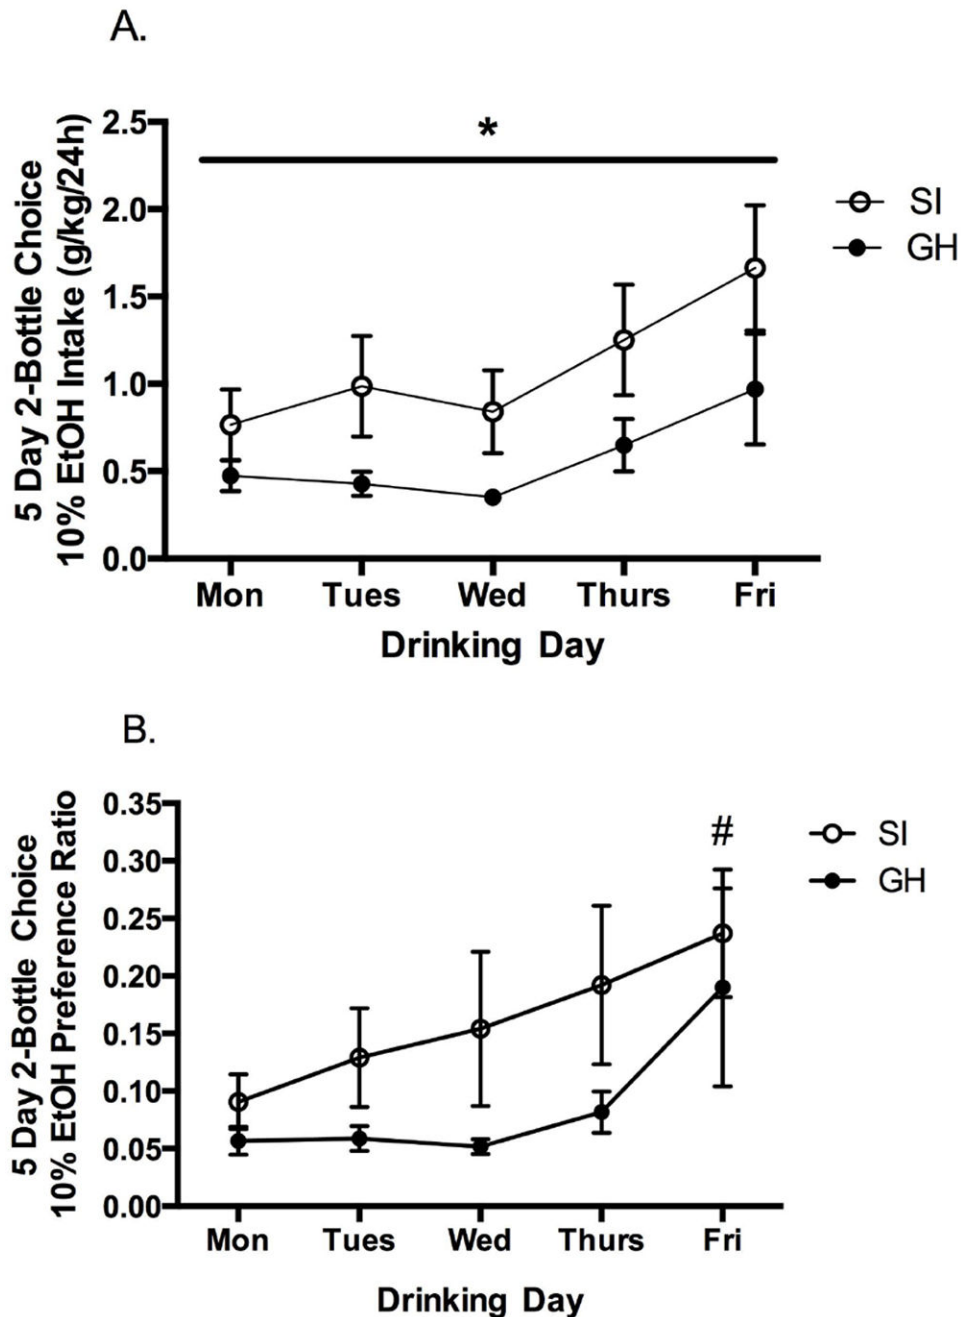 A.
5 Day 2-Bottle Choice
10% EtOH Intake (g/kg/24h)
2.5
2.0
1.5
1.0
0.5
0.0
*
SI
GH
Mon Tues Wed Thurs Fri
Drinking Day
B.
5 Day 2-Bottle Choice
10% EtOH Preference Ratio
0.35
0.30
0.25
0.20
0.15
0.10
0.05
0.00
#
SI
GH
Mon Tues Wed Thurs Fri
Drinking Day